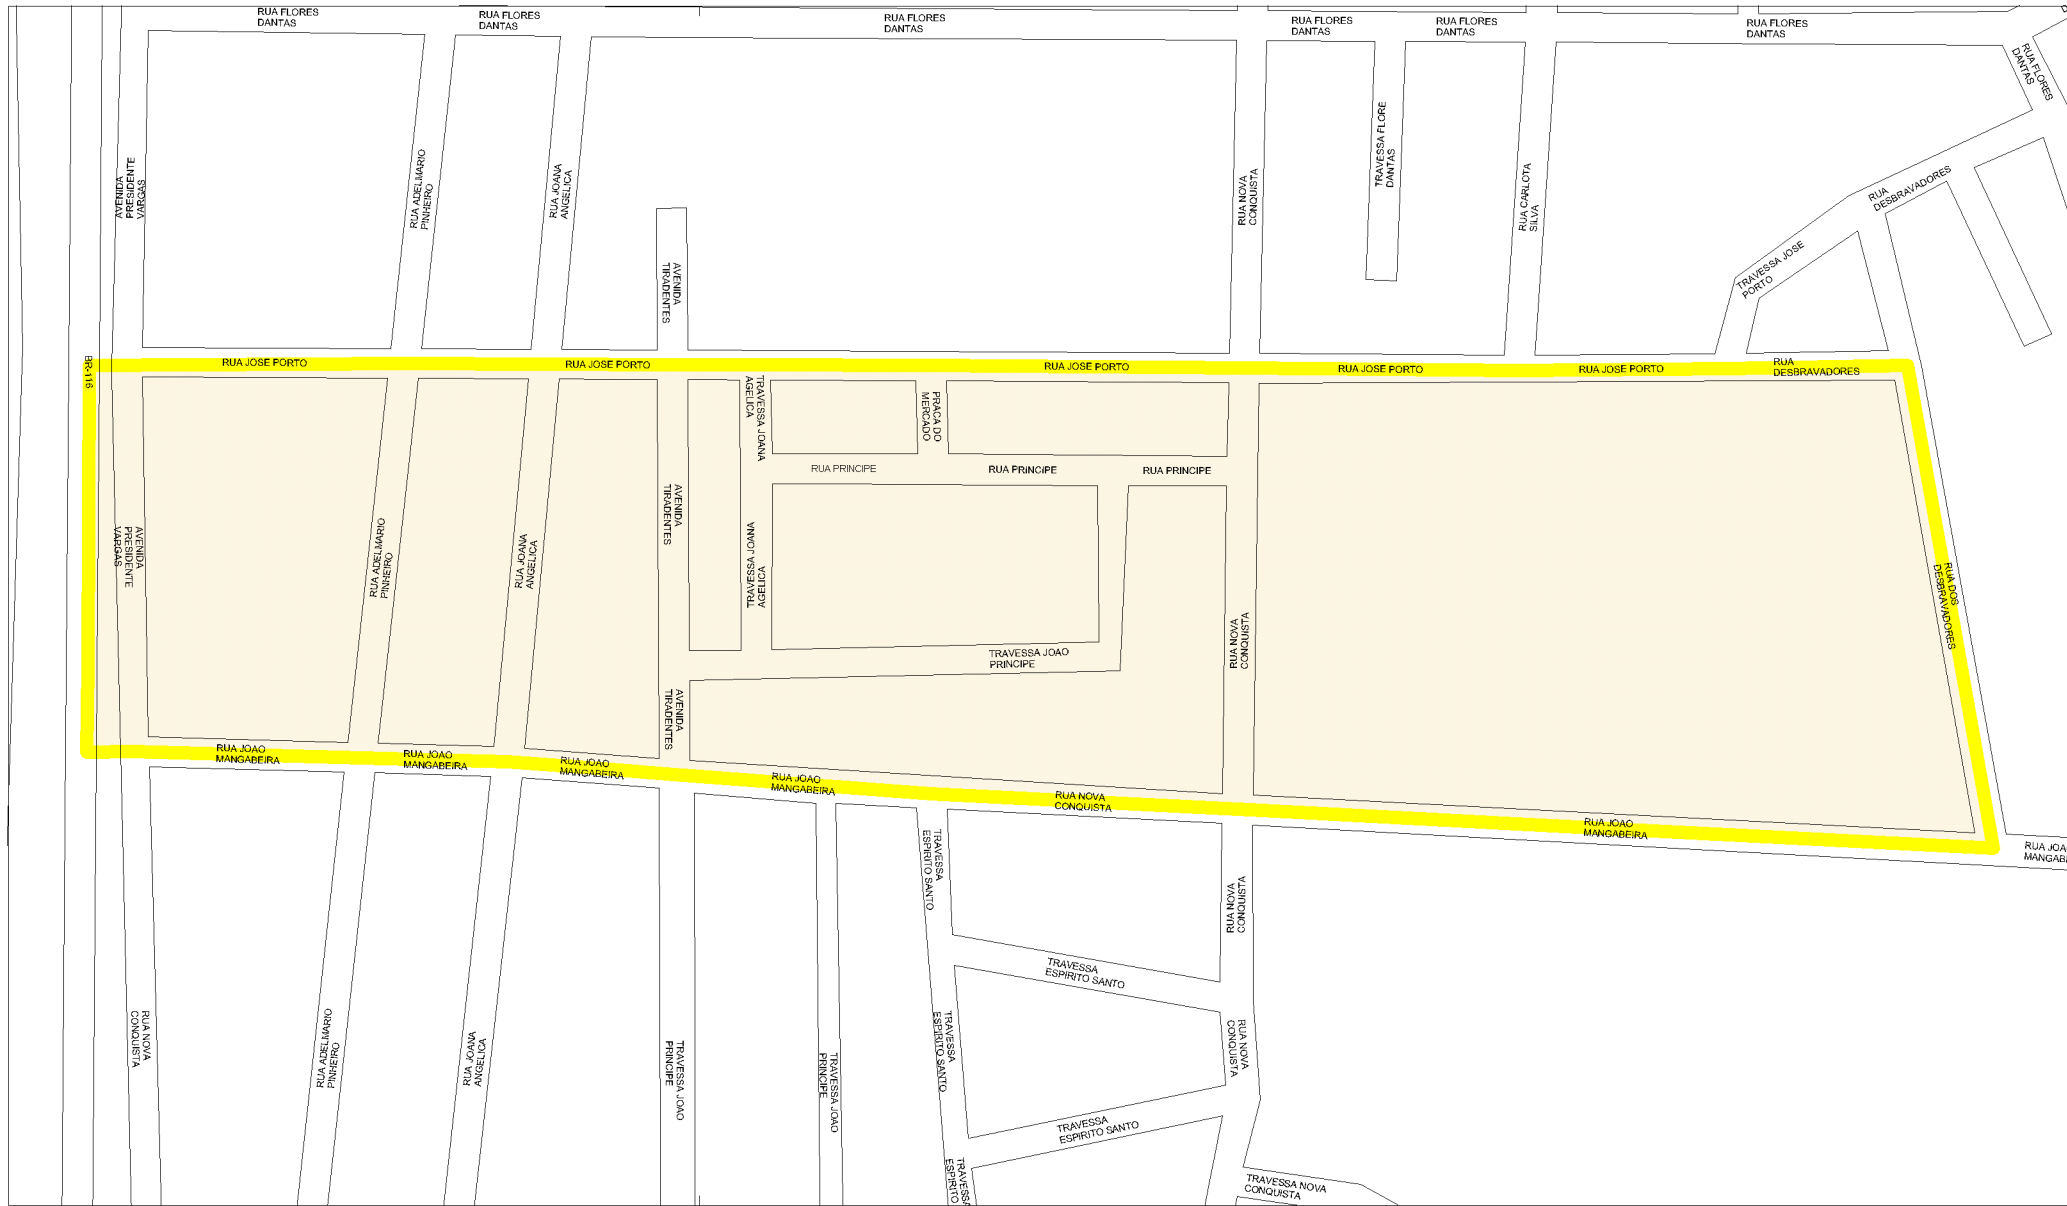 RUA FLORES
DANTAS
RUA FLORES
DANTAS
RUA FLORES
DANTAS
RUA FLORES
DANTAS
RUA FLORES
DANTAS
RUA FLORES
DANTAS
RUA FLORES
DANTAS
AVENIDA
PRESIDENTE
VARGAS
RUA ADELMARIO
PINHEIRO
RUA JOANA
ANGELICA
AVENIDA
TIRADENTES
RUA NOVA
CONQUISTA
TRAVESSA FLORE
DANTAS
RUA CARLOTA
SILVA
RUA
DESBRAVADORES
TRAVESSA JOSE
PORTO
BR-116
RUA JOSE PORTO
RUA JOSE PORTO
RUA JOSE PORTO
RUA JOSE PORTO
RUA JOSE PORTO
RUA
DESBRAVADORES
TRAVESSA JOANA
AGELICA
PRACA DO
MERCADO
RUA PRINCIPE
RUA PRINCIPE
RUA PRINCIPE
AVENIDA
PRESIDENTE
VARGAS
RUA ADELMARIO
PINHEIRO
RUA JOANA
ANGELICA
AVENIDA
TIRADENTES
TRAVESSA JOANA
AGELICA
RUA NOVA
CONQUISTA
RUA DOS
DESBRAVADORES
TRAVESSA JOAO
PRINCIPE
AVENIDA
TIRADENTES
RUA JOAO
MANGABEIRA
RUA JOAO
MANGABEIRA
RUA JOAO
MANGABEIRA
RUA JOAO
MANGABEIRA
RUA NOVA
CONQUISTA
RUA JOAO
MANGABEIRA
RUA JOAO
MANGABE
TRAVESSA
ESPIRITO SANTO
RUA NOVA
CONQUISTA
TRAVESSA
ESPIRITO SANTO
RUA NOVA
CONQUISTA
RUA ADELMARIO
PINHEIRO
RUA JOANA
ANGELICA
TRAVESSA JOAO
PRINCIPE
TRAVESSA JOAO
PRINCIPE
TRAVESSA
ESPIRITO SANTO
RUA NOVA
CONQUISTA
TRAVESSA
ESPIRITO SANTO
TRAVESSA
ESPIRITO
TRAVESSA NOVA
CONQUISTA